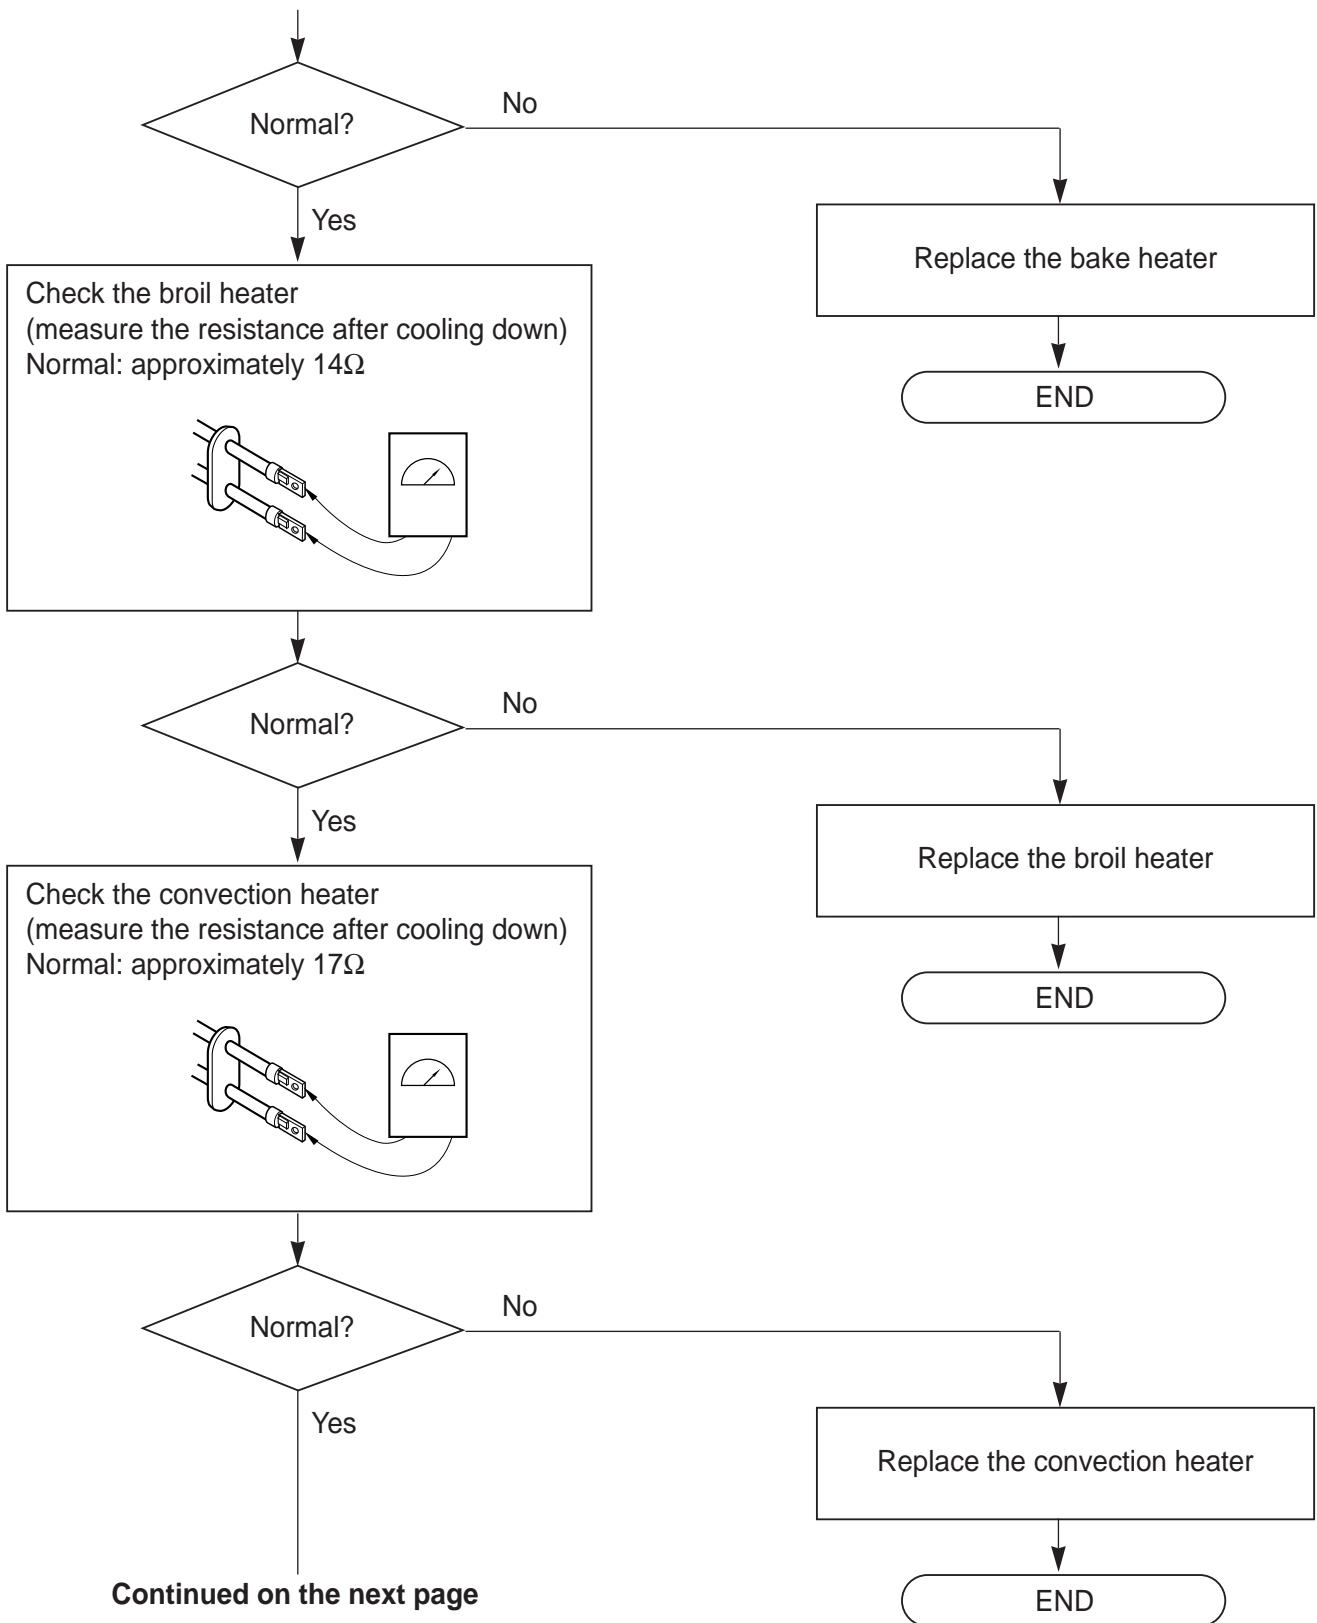 Normal?
No
Yes
Replace the bake heater
END
Check the broil heater
(measure the resistance after cooling down)
Normal: approximately 14Ω
Normal?
No
Yes
Replace the broil heater
END
Check the convection heater
(measure the resistance after cooling down)
Normal: approximately 17Ω
Normal?
No
Yes
Replace the convection heater
END
Continued on the next page